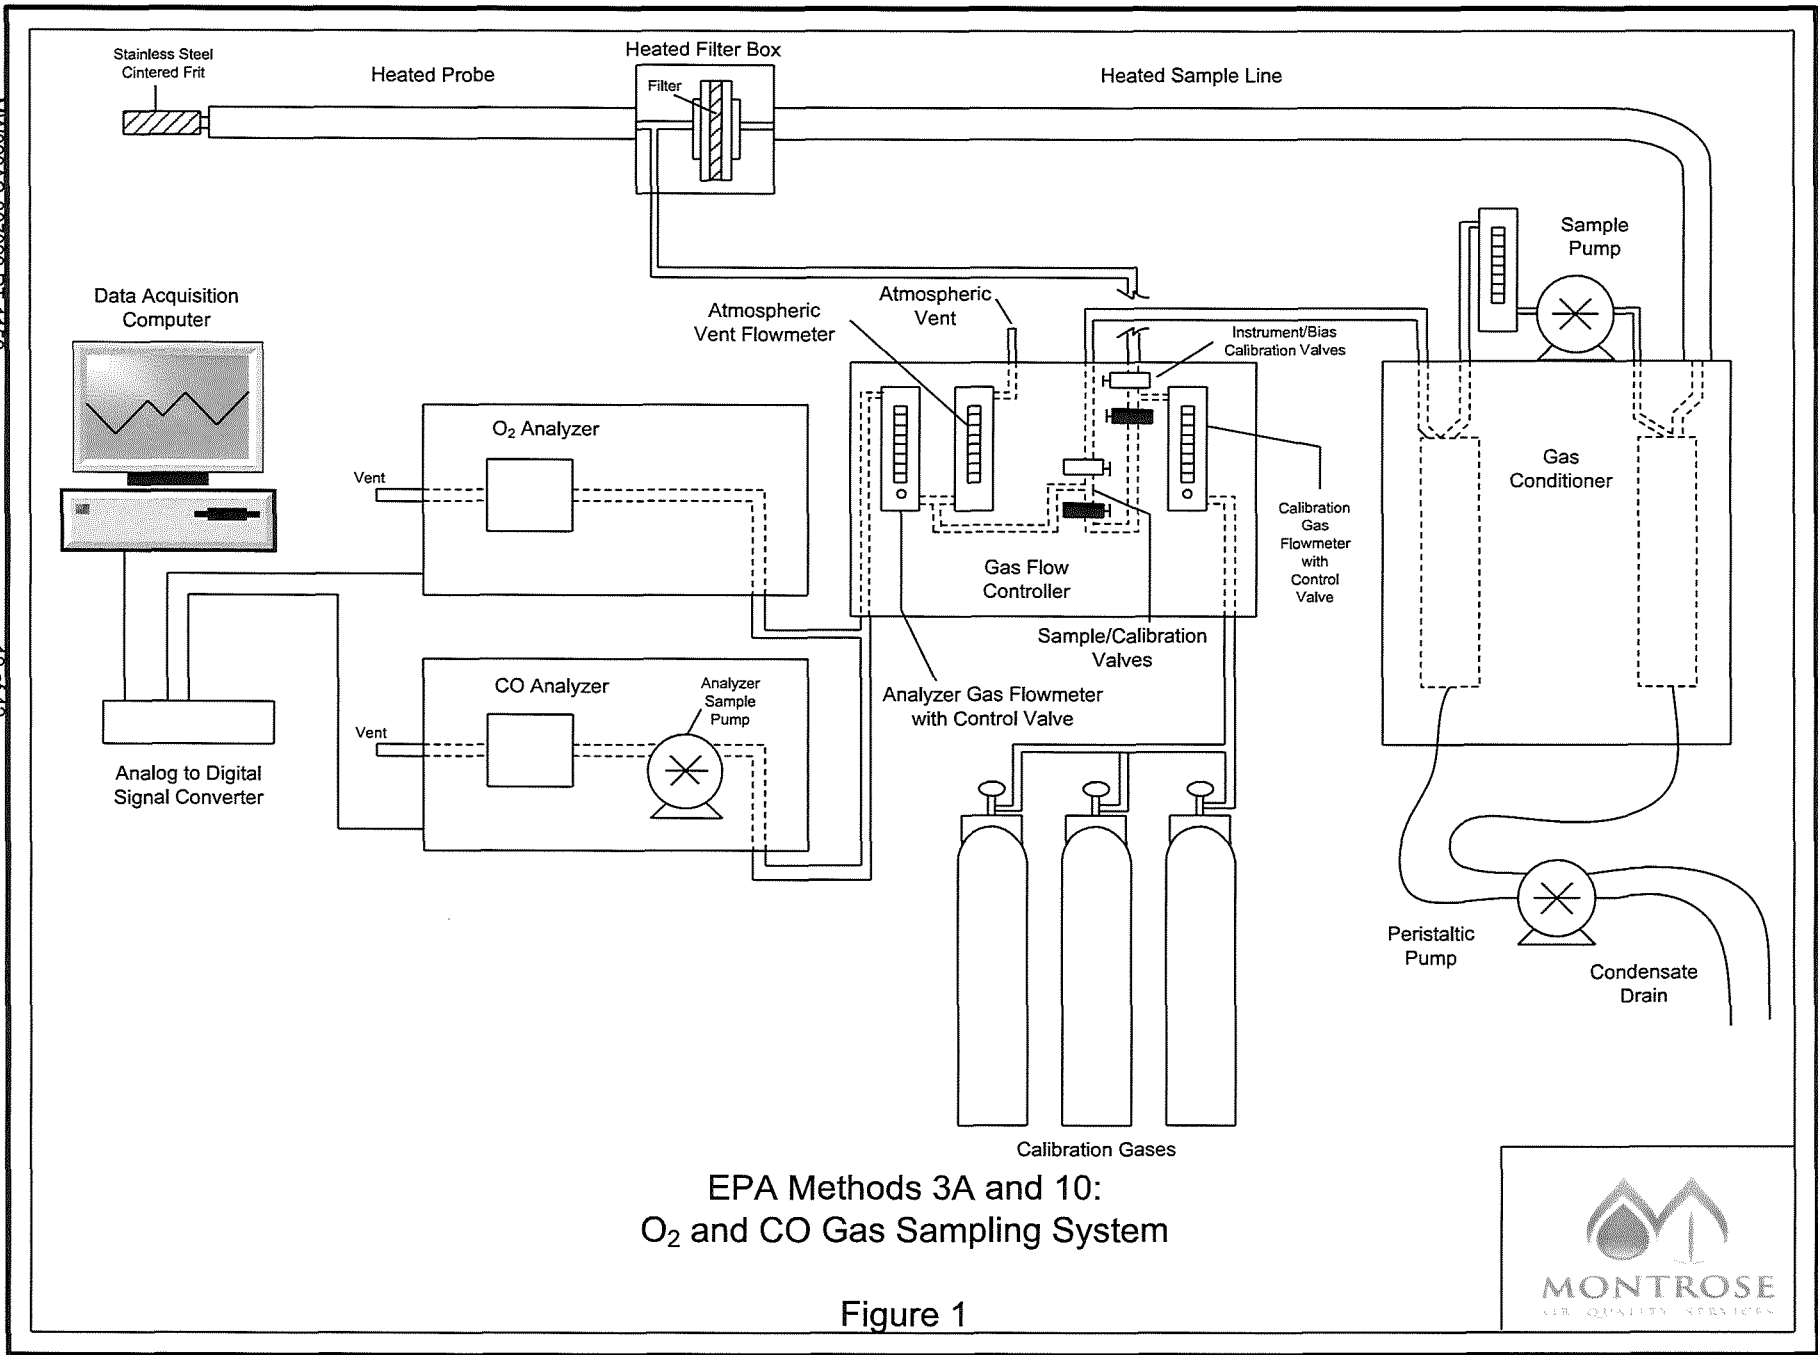 Stainless Steel
Cintered Frit
Heated Probe
Heated Filter Box
Filter
Heated Sample Line
Sample
Pump
Data Acquisition
Computer
Atmospheric
Vent Flowmeter
Atmospheric
Vent
Instrument/Bias
Calibration Valves
O₂ Analyzer
Vent
Gas
Conditioner
Calibration
Gas
Flowmeter
with
Control
Valve
Gas Flow
Controller
Sample/Calibration
Valves
CO Analyzer
Analyzer
Sample
Pump
Vent
Analyzer Gas Flowmeter
with Control Valve
Analog to Digital
Signal Converter
Peristaltic
Pump
Condensate
Drain
Calibration Gases
EPA Methods 3A and 10:
O₂ and CO Gas Sampling System
Figure 1
MONTROSE
AIR QUALITY SERVICES